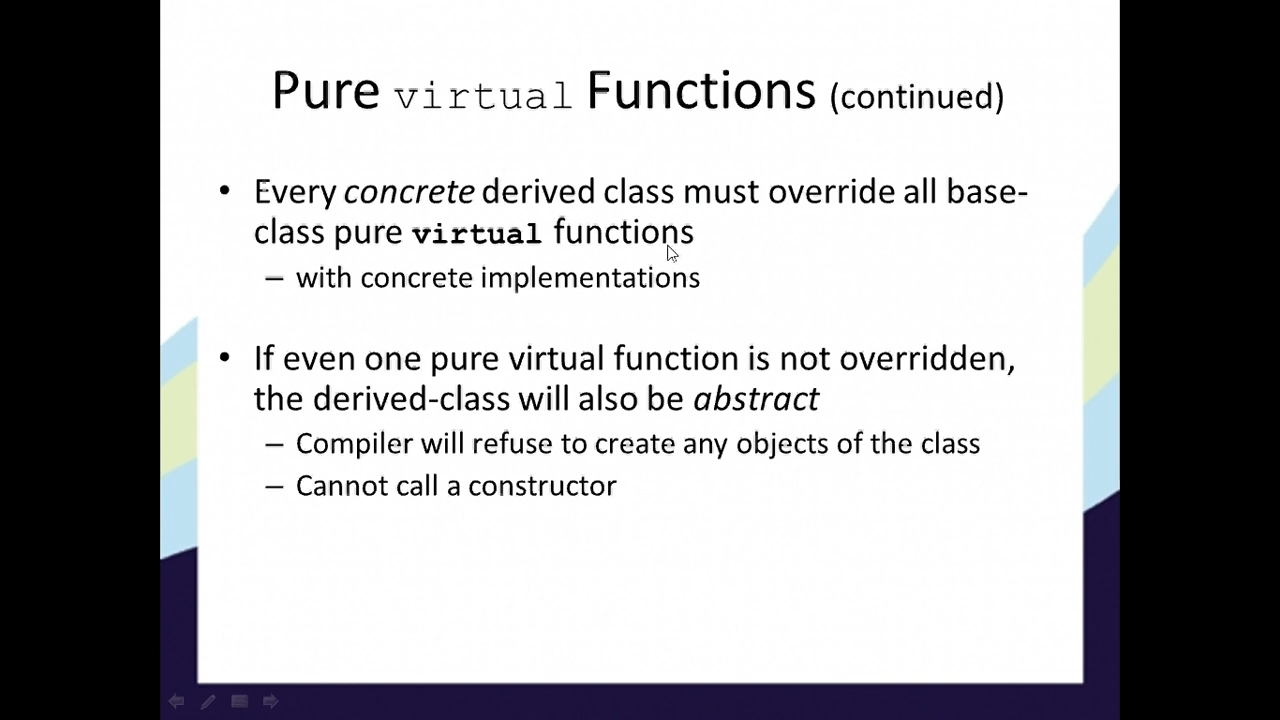 Pure virtual Functions (continued)
• Every concrete derived class must override all base-
class pure virtual functions
– with concrete implementations
• If even one pure virtual function is not overridden,
the derived-class will also be abstract
– Compiler will refuse to create any objects of the class
– Cannot call a constructor